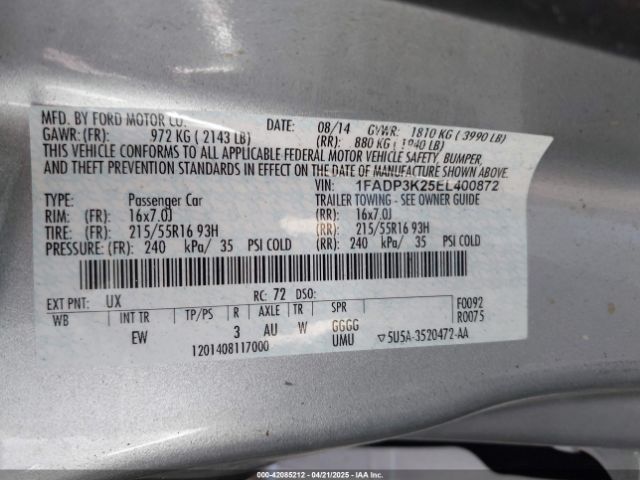 MFD. BY FORD MOTOR CO. DATE: 08/14 GVWR: 1810 KG ( 3990 LB)
GAWR: (FR): 972 KG ( 2143 LB) (RR): 880 KG ( 1940 LB)
THIS VEHICLE CONFORMS TO ALL APPLICABLE FEDERAL MOTOR VEHICLE SAFETY, BUMPER,
AND THEFT PREVENTION STANDARDS IN EFFECT ON THE DATE OF MANUFACTURE SHOWN ABOVE.
VIN: 1FADP3K25EL400872
TYPE: Passenger Car TRAILER TOWING - SEE OWNER GUIDE
RIM: (FR): 16x7.0J (RR): 16x7.0J
TIRE: (FR): 215/55R16 93H (RR): 215/55R16 93H
PRESSURE: (FR): 240 kPa/ 35 PSI COLD (RR): 240 kPa/ 35 PSI COLD
EXT PNT: UX RC: 72 DSO: F0092
WB INT TR TP/PS R AXLE TR SPR R0075
EW 3 AU W GGGG
1201408117000 UMU ▽5U5A-3520472-AA
000-42085212 - 04/21/2025 - IAAI.com